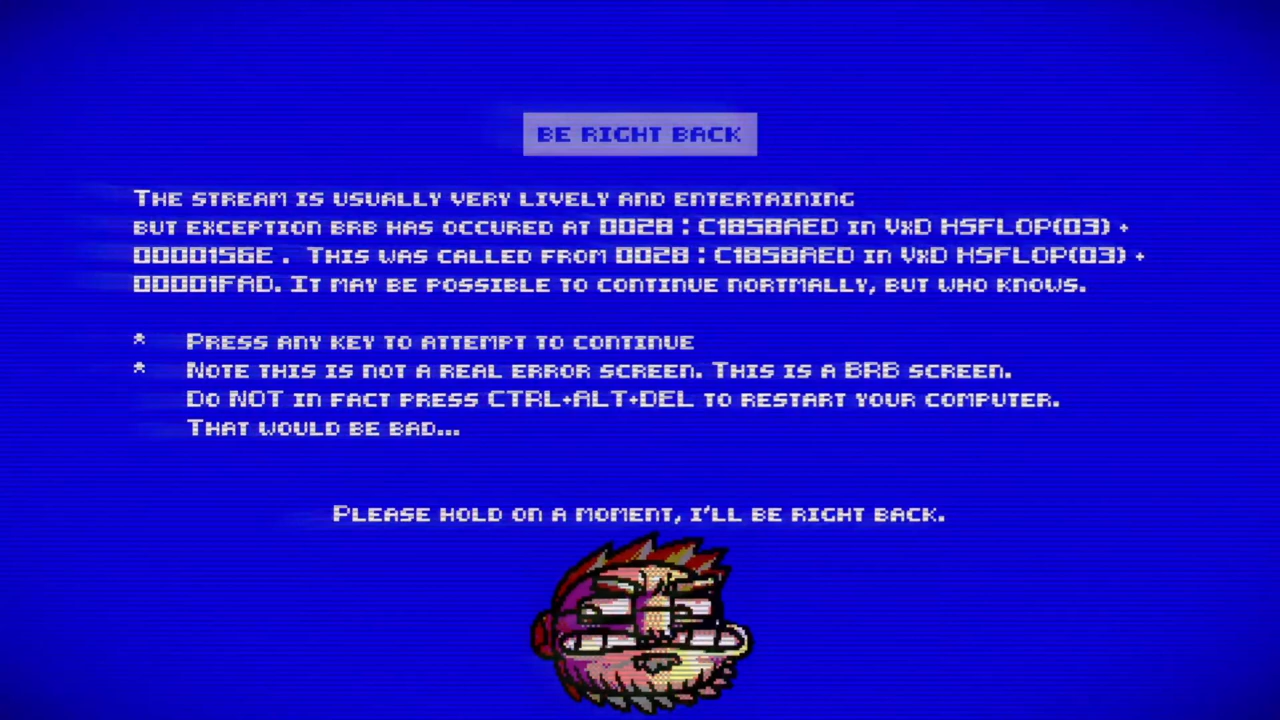 BE RIGHT BACK
THE STREAM IS USUALLY VERY LIVELY AND ENTERTAINING
BUT EXCEPTION BRB HAS OCCURED AT 0028 : C1858AED IN VXD HSFLOP(03) +
0000156E . THIS WAS CALLED FROM 0028 : C1858AED IN VXD HSFLOP(03) +
00001FAD. IT MAY BE POSSIBLE TO CONTINUE NORTMALLY, BUT WHO KNOWS.
* PRESS ANY KEY TO ATTEMPT TO CONTINUE
* NOTE THIS IS NOT A REAL ERROR SCREEN. THIS IS A BRB SCREEN.
DO NOT IN FACT PRESS CTRL+ALT+DEL TO RESTART YOUR COMPUTER.
THAT WOULD BE BAD...
PLEASE HOLD ON A MOMENT, I'LL BE RIGHT BACK.